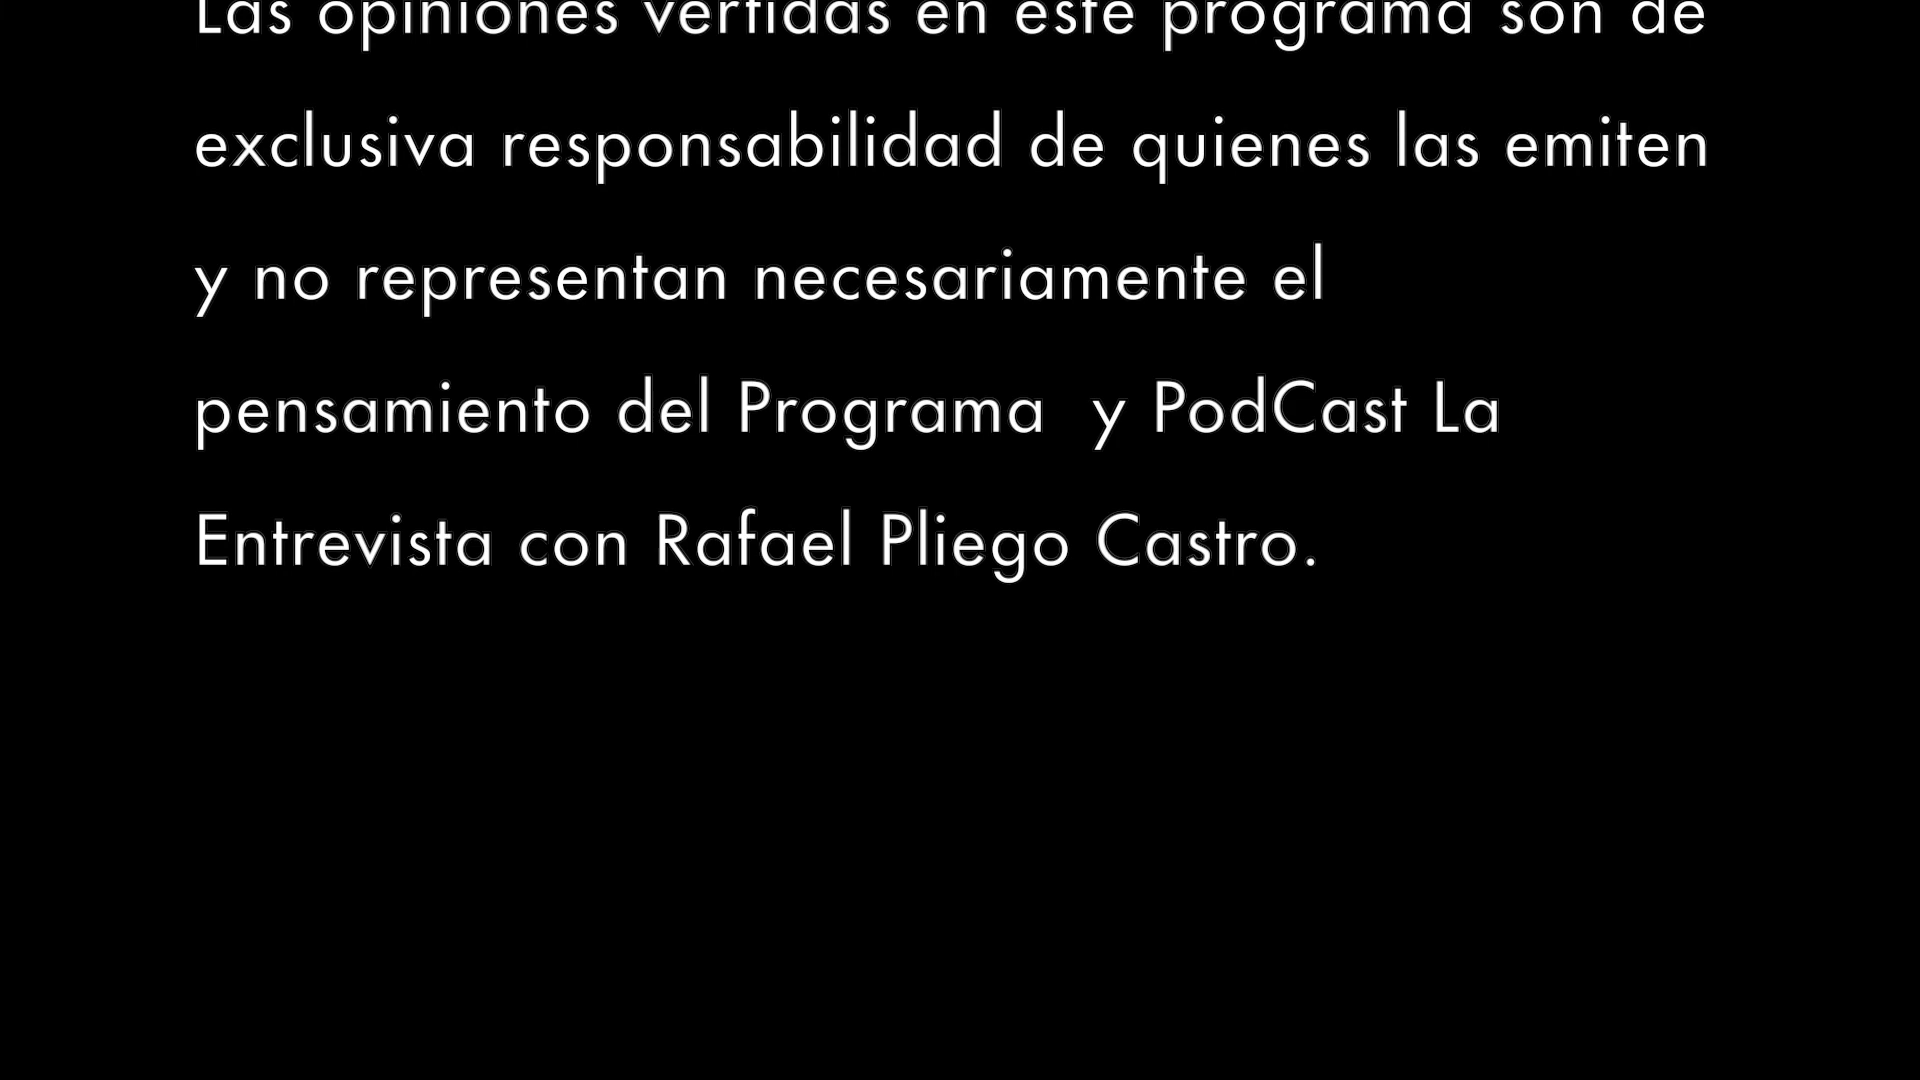 Las opiniones vertidas en este programa son de
exclusiva responsabilidad de quienes las emiten
y no representan necesariamente el
pensamiento del Programa  y PodCast La
Entrevista con Rafael Pliego Castro.